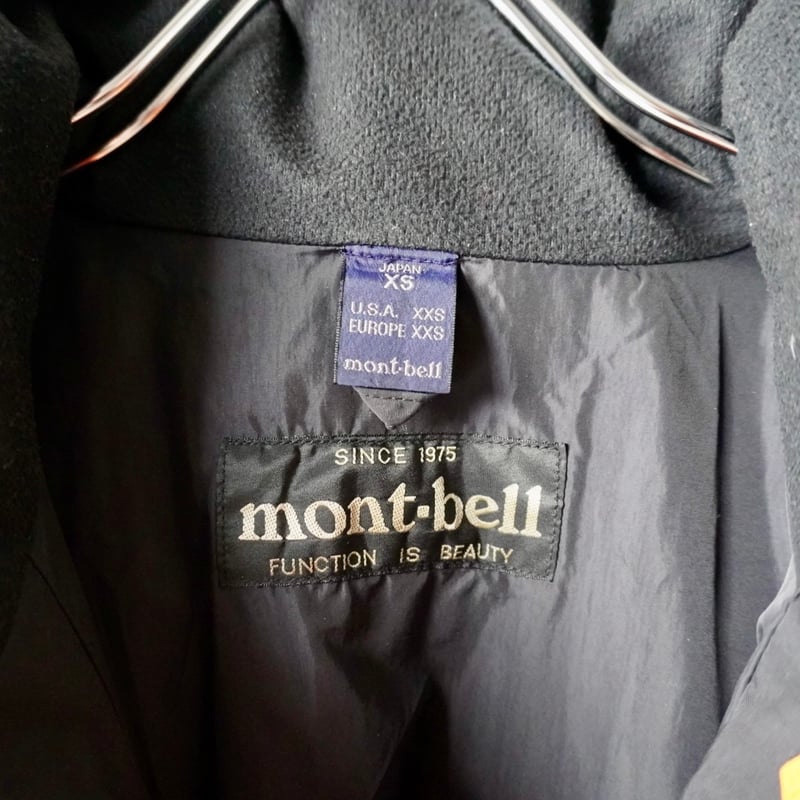 JAPAN
XS
U.S.A. XXS
EUROPE XXS
mont-bell
SINCE 1975
mont-bell
FUNCTION IS BEAUTY